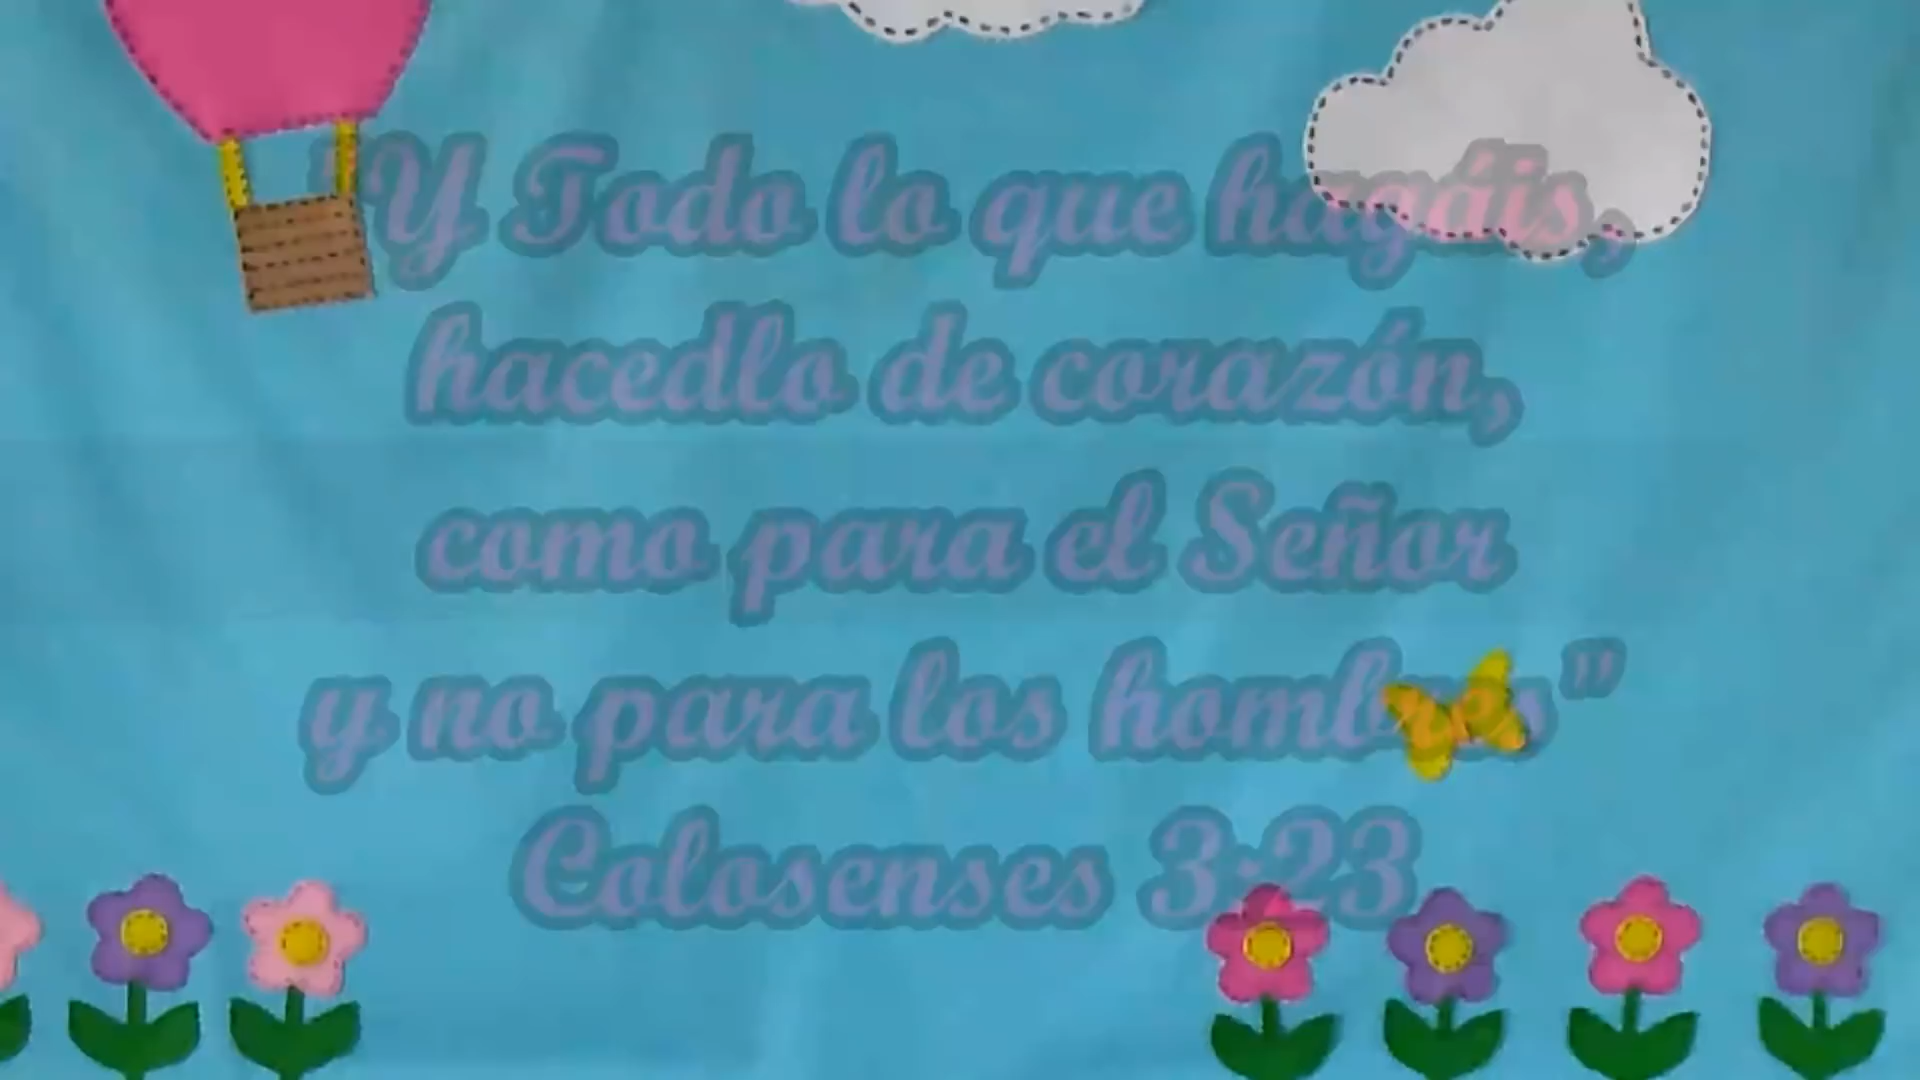 "Y Todo lo que hagáis,
hacedlo de corazón,
como para el Señor
y no para los hombres"
Colosenses 3:23